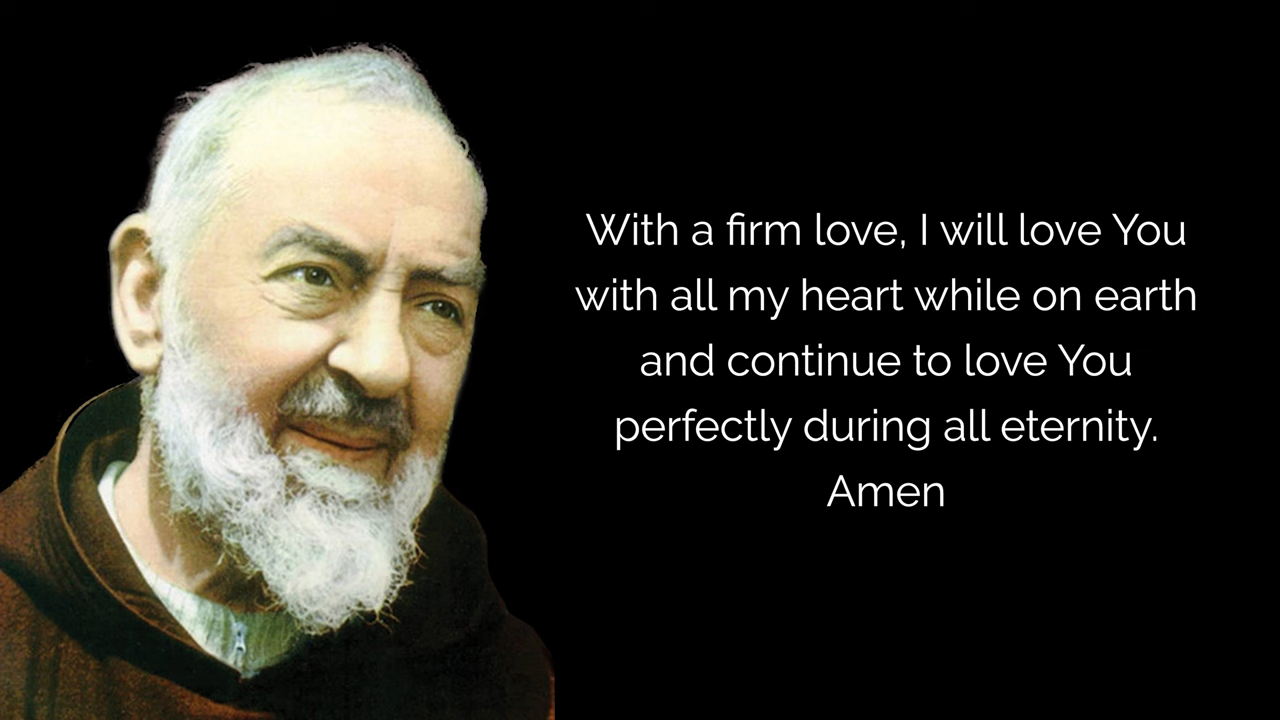 With a firm love, I will love You
with all my heart while on earth
and continue to love You
perfectly during all eternity.
Amen